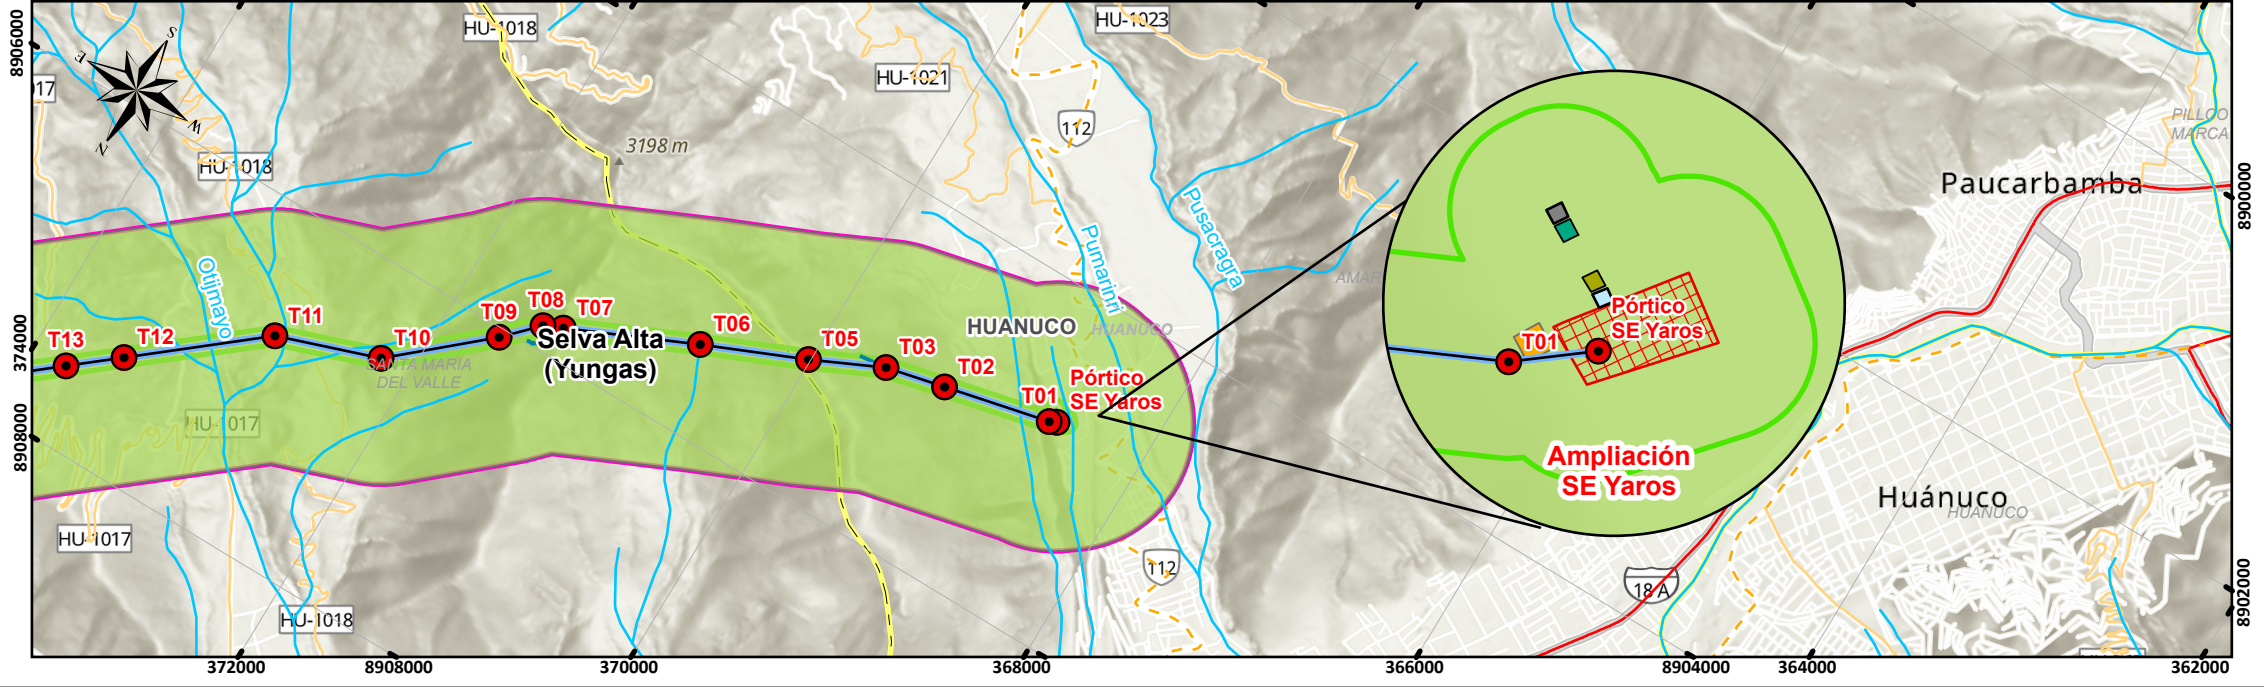 8906000
S
E
W
N
017
HU-1018
HU-1018
3198 m
HU-1021
HU-1023
112
Pumarinri
Pusacragra
Otijmayo
T13
T12
T11
T10
T09
T08
T07
T06
T05
T03
T02
T01
Pórtico
SE Yaros
Selva Alta
(Yungas)
SANTA MARIA
DEL VALLE
HUANUCO
HUANUCO
AMAR
HU-1017
HU-1017
HU-1018
112
T01
Pórtico
SE Yaros
Ampliación
SE Yaros
18 A
Paucarbamba
PILLCO
MARCA
Huánuco
HUANUCO
374000
8908000
8900000
8902000
372000
8908000
370000
368000
366000
8904000
364000
362000